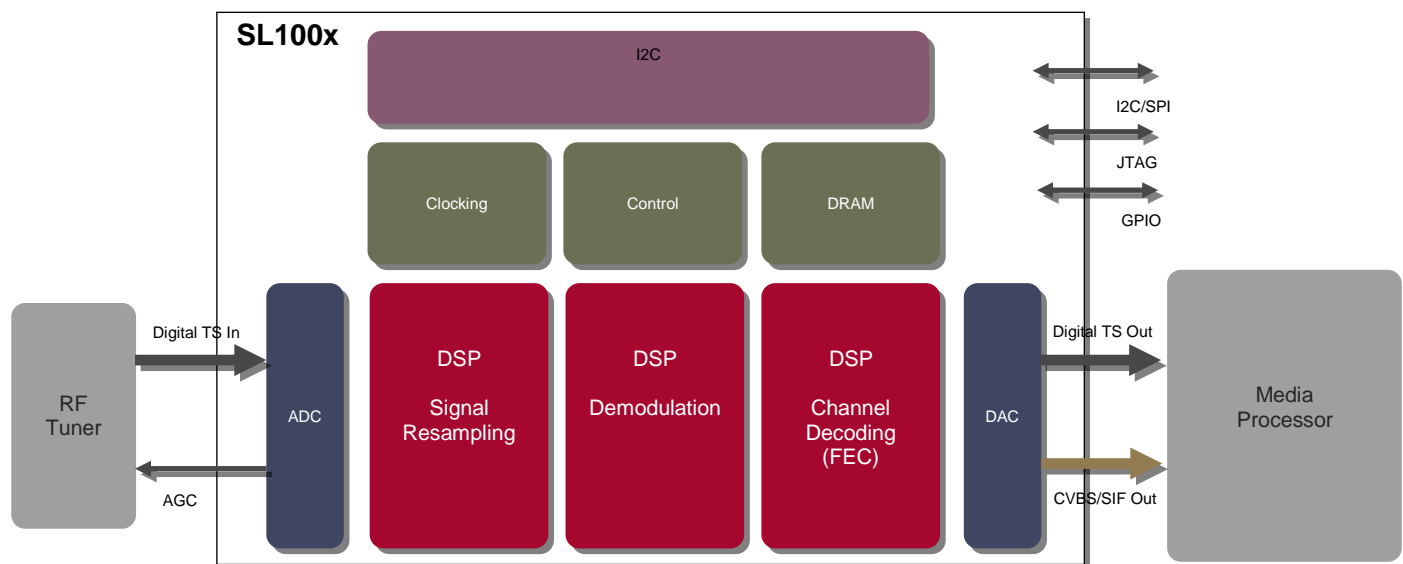 SL100x
I2C
I2C/SPI
JTAG
GPIO
Clocking
Control
DRAM
RF
Tuner
Digital TS In
AGC
ADC
DSP
Signal
Resampling
DSP
Demodulation
DSP
Channel
Decoding
(FEC)
DAC
Digital TS Out
CVBS/SIF Out
Media
Processor